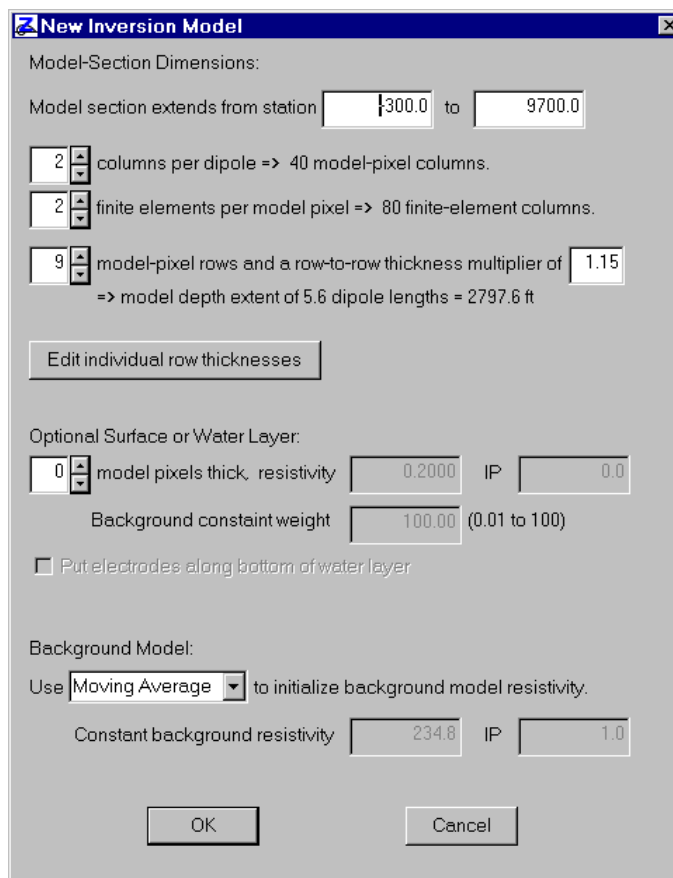 New Inversion Model
Model-Section Dimensions:
Model section extends from station -300.0 to 9700.0
2 columns per dipole => 40 model-pixel columns.
2 finite elements per model pixel => 80 finite-element columns.
9 model-pixel rows and a row-to-row thickness multiplier of 1.15
=> model depth extent of 5.6 dipole lengths = 2797.6 ft
Edit individual row thicknesses
Optional Surface or Water Layer:
0 model pixels thick, resistivity 0.2000 IP 0.0
Background constaint weight 100.00 (0.01 to 100)
Put electrodes along bottom of water layer
Background Model:
Use Moving Average to initialize background model resistivity.
Constant background resistivity 234.8 IP 1.0
OK Cancel